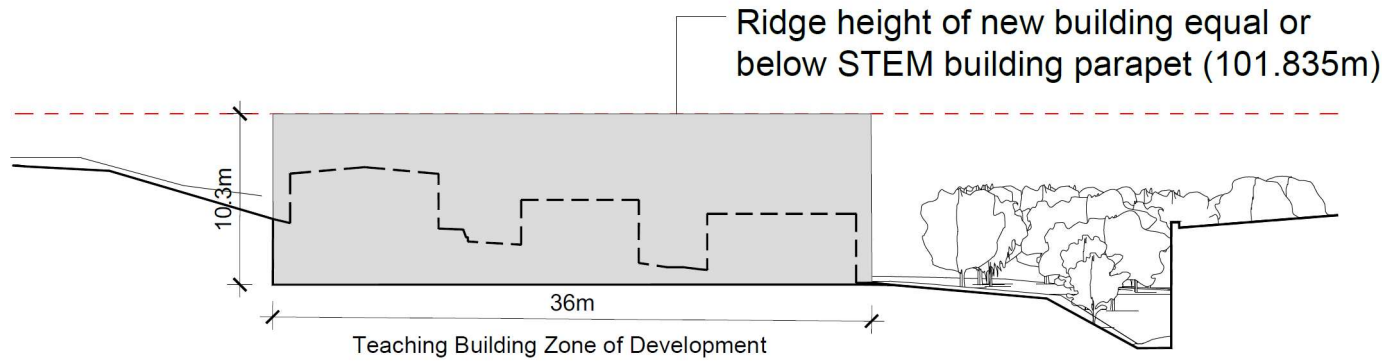 Ridge height of new building equal or
below STEM building parapet (101.835m)
10.3m
36m
Teaching Building Zone of Development